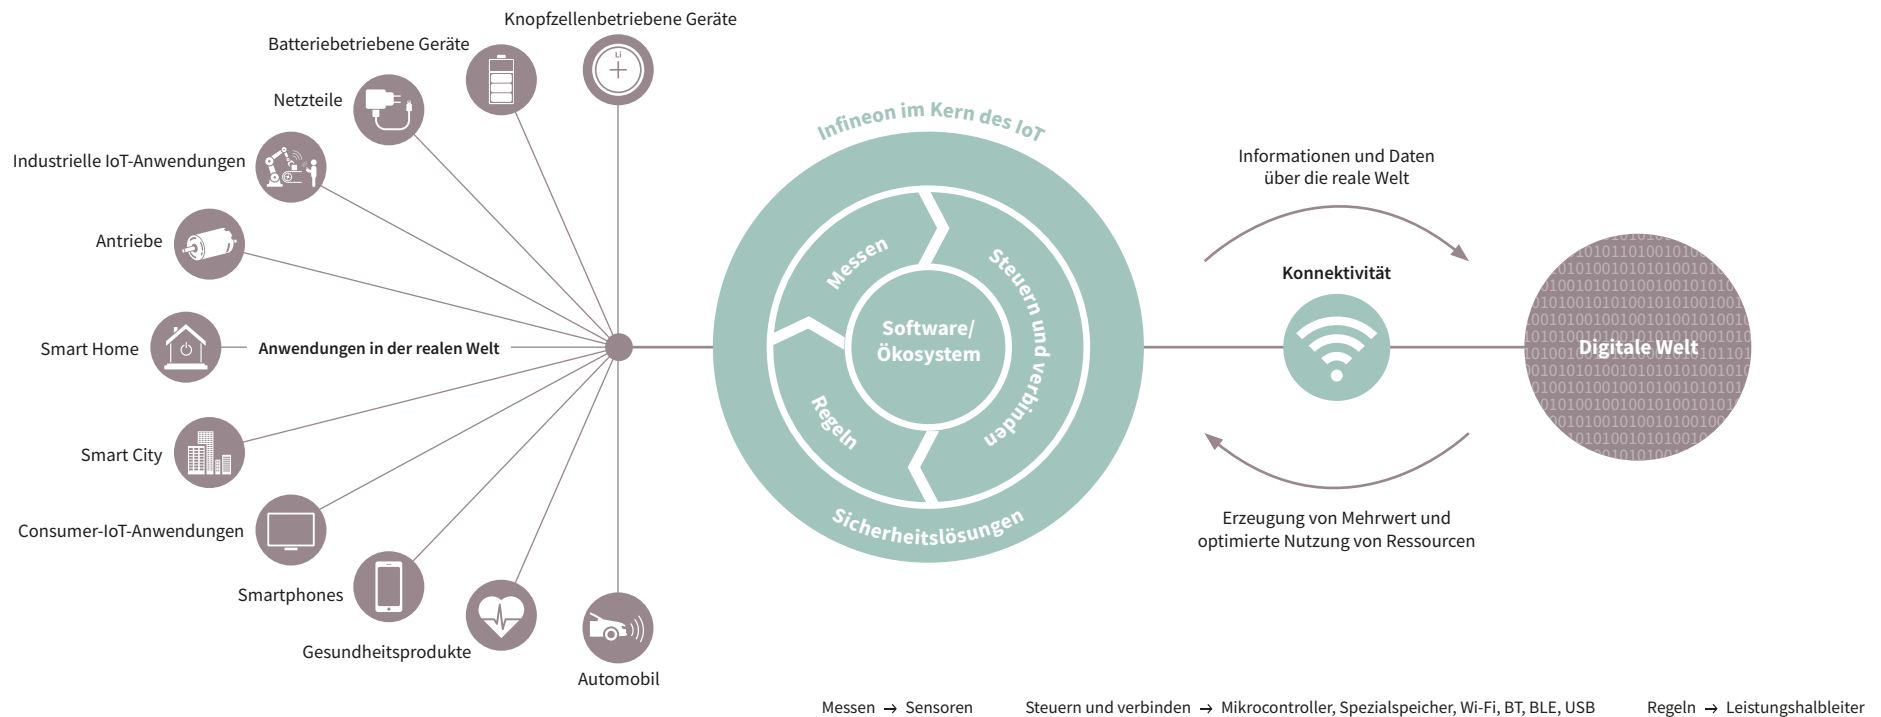 Knopfzellenbetriebene Geräte
Batteriebetriebene Geräte
Netzteile
Industrielle IoT-Anwendungen
Antriebe
Smart Home
Anwendungen in der realen Welt
Smart City
Consumer-IoT-Anwendungen
Smartphones
Gesundheitsprodukte
Automobil
Li
Infineon im Kern des IoT
Messen
Steuern und verbinden
Regeln
Software/
Ökosystem
Sicherheitslösungen
Informationen und Daten
über die reale Welt
Konnektivität
Digitale Welt
Erzeugung von Mehrwert und
optimierte Nutzung von Ressourcen
Messen → Sensoren
Steuern und verbinden → Mikrocontroller, Spezialspeicher, Wi-Fi, BT, BLE, USB
Regeln → Leistungshalbleiter